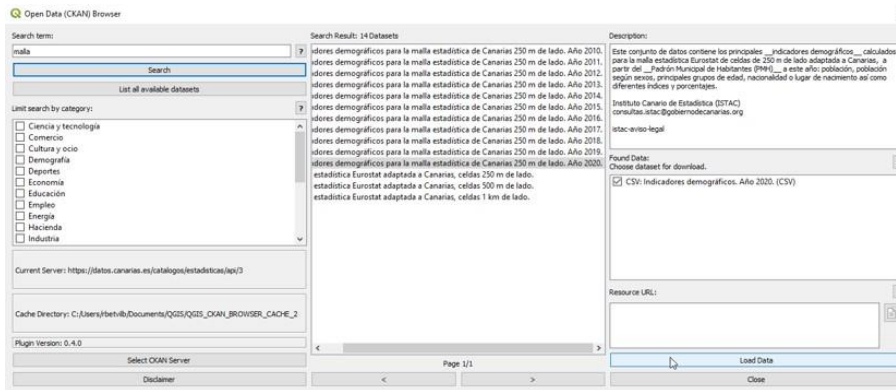 Open Data (CKAN) Browser
Search term:
malla
?
Search
List all available datasets
Limit search by category:
?
Ciencia y tecnología
Comercio
Cultura y ocio
Demografía
Deportes
Economía
Educación
Empleo
Energía
Hacienda
Industria
Current Server: https://datos.canarias.es/catalogos/estadisticas/api/3
Cache Directory: C:/Users/rbetvilb/Documents/QGIS/QGIS_CKAN_BROWSER_CACHE_2
Plugin Version: 0.4.0
Select CKAN Server
Disclaimer
Search Result: 14 Datasets
idores demográficos para la malla estadística de Canarias 250 m de lado. Año 2010.
idores demográficos para la malla estadística de Canarias 250 m de lado. Año 2011.
idores demográficos para la malla estadística de Canarias 250 m de lado. Año 2012.
idores demográficos para la malla estadística de Canarias 250 m de lado. Año 2013.
idores demográficos para la malla estadística de Canarias 250 m de lado. Año 2014.
idores demográficos para la malla estadística de Canarias 250 m de lado. Año 2015.
idores demográficos para la malla estadística de Canarias 250 m de lado. Año 2016.
idores demográficos para la malla estadística de Canarias 250 m de lado. Año 2017.
idores demográficos para la malla estadística de Canarias 250 m de lado. Año 2018.
idores demográficos para la malla estadística de Canarias 250 m de lado. Año 2019.
idores demográficos para la malla estadística de Canarias 250 m de lado. Año 2020.
estadística Eurostat adaptada a Canarias, celdas 250 m de lado.
estadística Eurostat adaptada a Canarias, celdas 500 m de lado.
estadística Eurostat adaptada a Canarias, celdas 1 km de lado.
Page 1/1
<
>
Description:
Este conjunto de datos contiene los principales __indicadores demográficos__ calculados
para la malla estadística Eurostat de celdas de 250 m de lado adaptada a Canarias, a
partir del __Padrón Municipal de Habitantes (PMH)__ a este año: población, población
según sexos, principales grupos de edad, nacionalidad o lugar de nacimiento así como
diferentes índices y porcentajes.
Instituto Canario de Estadística (ISTAC)
consultas.istac@gobiernodecanarias.org
istac-aviso-legal
Found Data:
Choose dataset for download.
CSV: Indicadores demográficos. Año 2020. (CSV)
Resource URL:
Load Data
Close